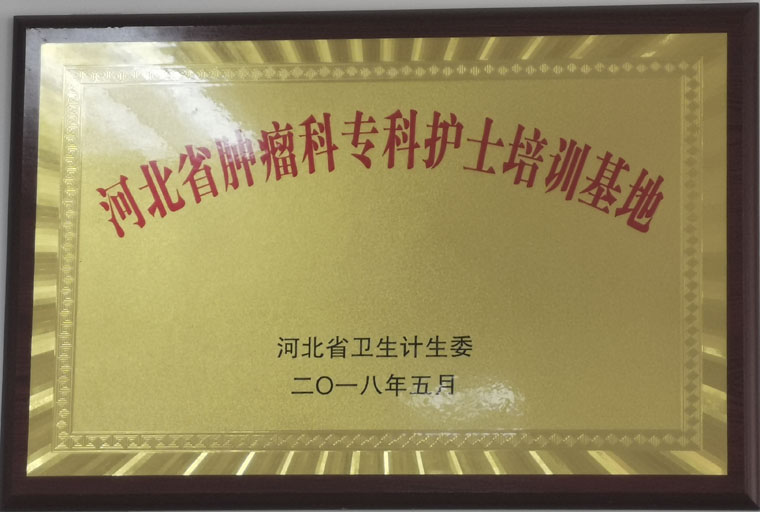 河北省肿瘤科专科护士培训基地
河北省卫生计生委
二〇一八年五月